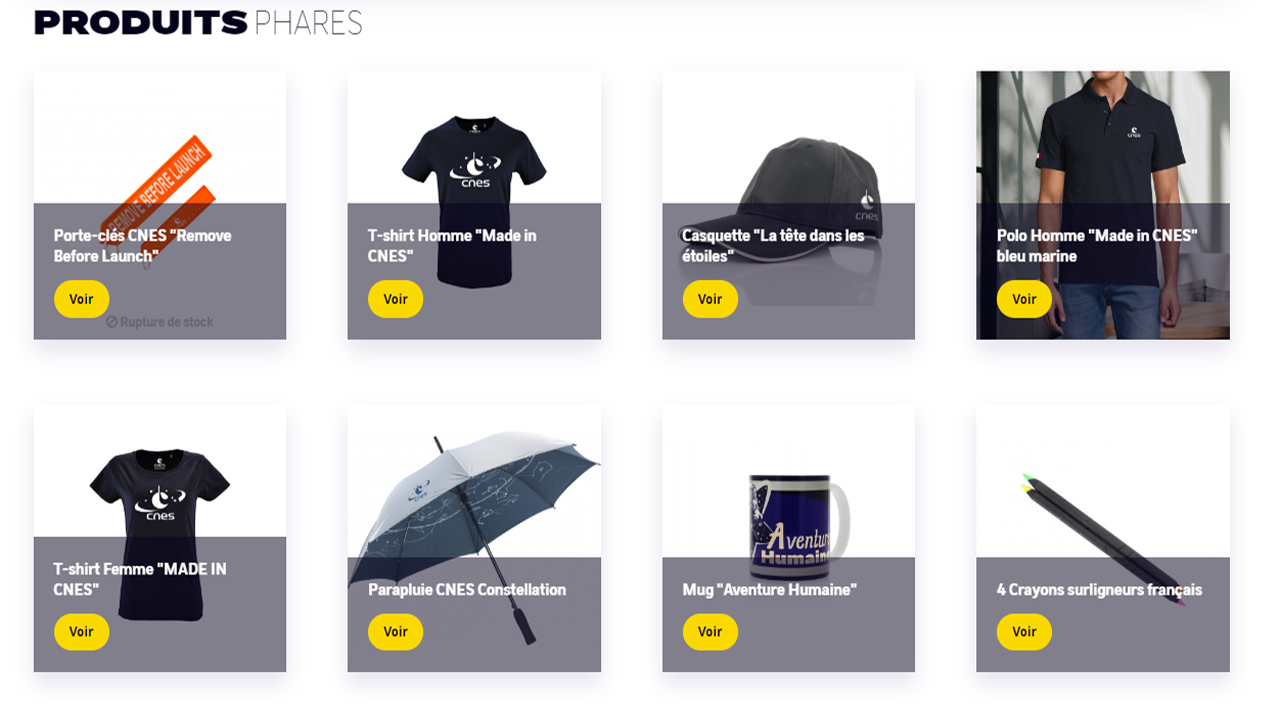 PRODUITS PHARES
REMOVE BEFORE LAUNCH
Porte-clés CNES "Remove
Before Launch"
Voir
Rupture de stock
cnes
T-shirt Homme "Made in
CNES"
Voir
cnes
Casquette "La tête dans les
étoiles"
Voir
cnes
Polo Homme "Made in CNES"
bleu marine
Voir
cnes
T-shirt Femme "MADE IN
CNES"
Voir
Parapluie CNES Constellation
Voir
Aventure
Humaine
Mug "Aventure Humaine"
Voir
4 Crayons surligneurs français
Voir